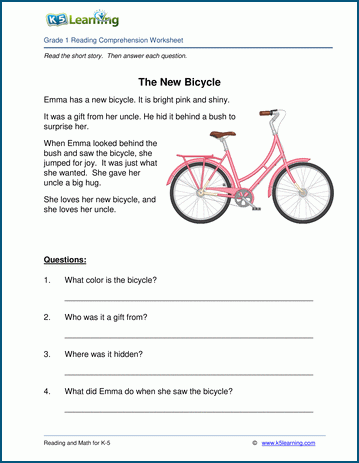 K5 Learning
Grade 1 Reading Comprehension Worksheet
Read the short story. Then answer each question.
The New Bicycle
Emma has a new bicycle. It is bright pink and shiny.
It was a gift from her uncle. He hid it behind a bush to
surprise her.
When Emma looked behind the
bush and saw the bicycle, she
jumped for joy. It was just what
she wanted. She gave her
uncle a big hug.
She loves her new bicycle, and
she loves her uncle.
Questions:
1. What color is the bicycle?
2. Who was it a gift from?
3. Where was it hidden?
4. What did Emma do when she saw the bicycle?
Reading and Math for K-5 © www.k5learning.com